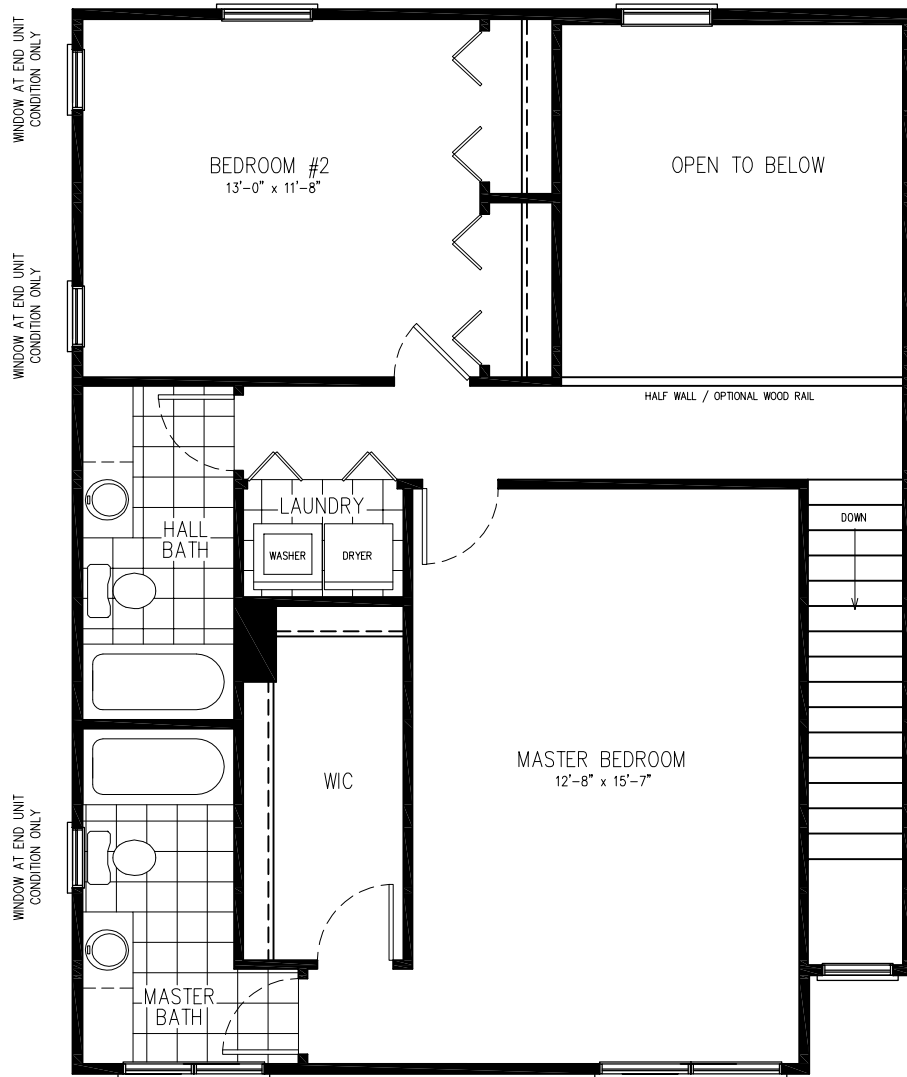 WINDOW AT END UNIT
CONDITION ONLY
BEDROOM #2
13'-0" x 11'-8"
OPEN TO BELOW
WINDOW AT END UNIT
CONDITION ONLY
HALF WALL / OPTIONAL WOOD RAIL
LAUNDRY
WASHER
DRYER
HALL
BATH
DOWN
MASTER BEDROOM
12'-8" x 15'-7"
WIC
WINDOW AT END UNIT
CONDITION ONLY
MASTER
BATH